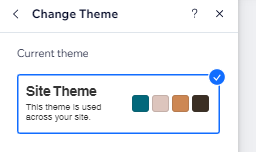 Change Theme ?
Current theme
Site Theme
This theme is used
across your site.